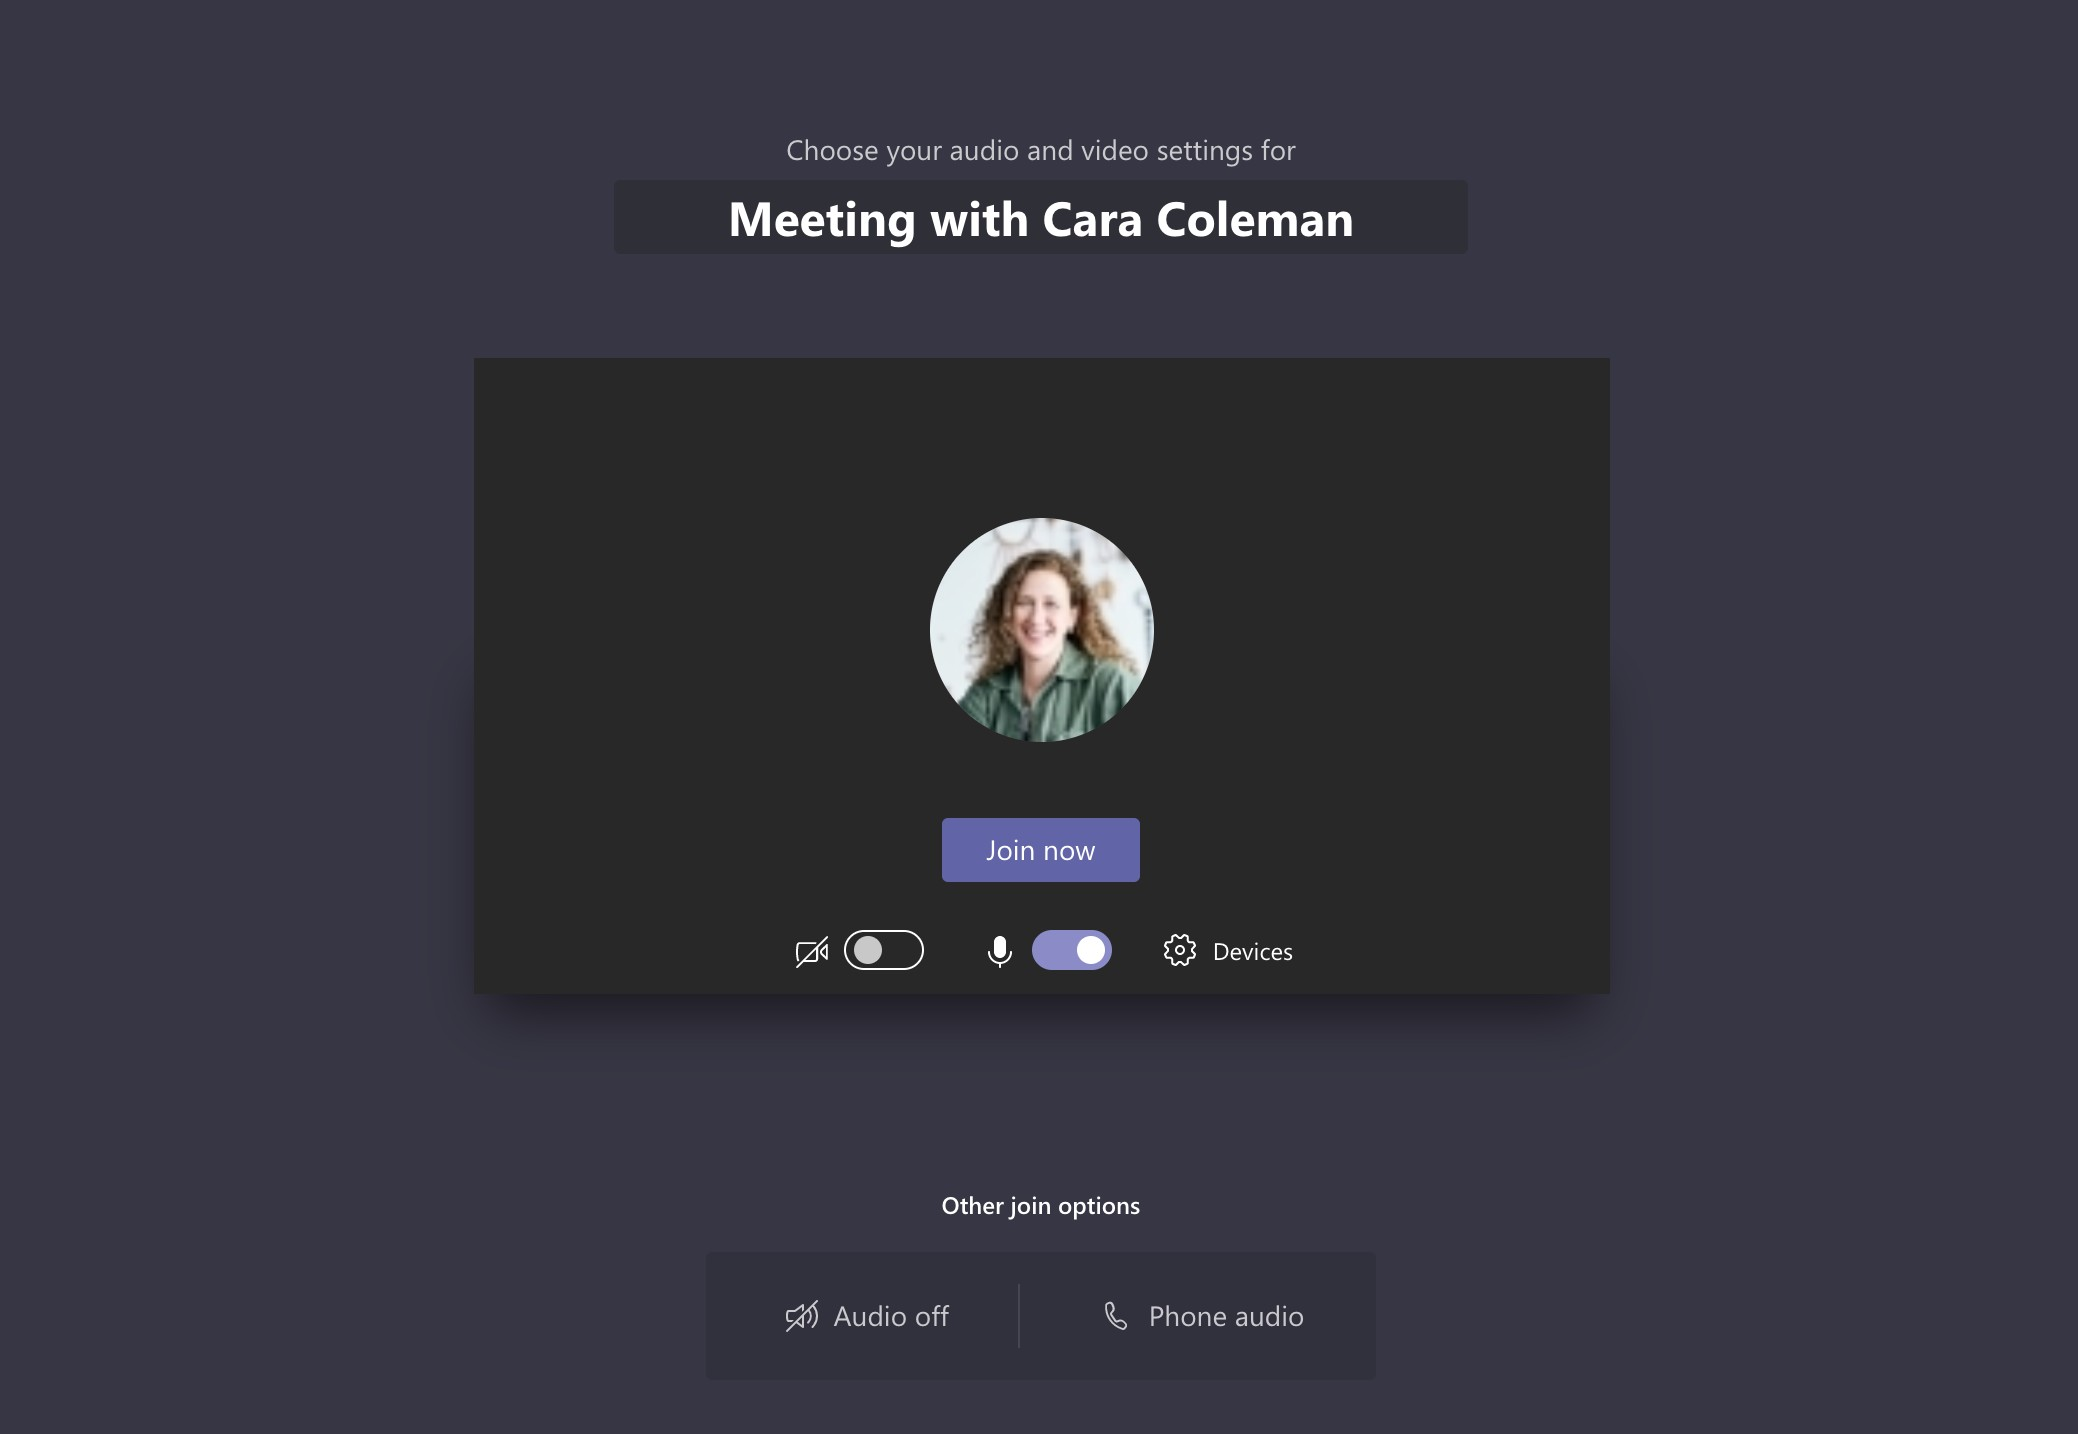 Choose your audio and video settings for
Meeting with Cara Coleman
Join now
Devices
Other join options
Audio off
Phone audio